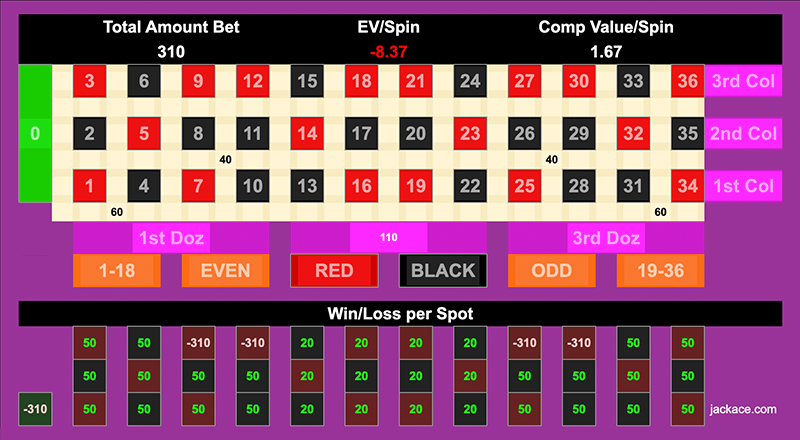 Total Amount Bet EV/Spin Comp Value/Spin
310 -8.37 1.67
3 6 9 12 15 18 21 24 27 30 33 36 3rd Col
0 2 5 8 11 14 17 20 23 26 29 32 35 2nd Col
40 40
1 4 7 10 13 16 19 22 25 28 31 34 1st Col
60 60
1st Doz 110 3rd Doz
1-18 EVEN RED BLACK ODD 19-36
Win/Loss per Spot
50 50 -310 -310 20 20 20 20 -310 -310 50 50
50 50 50 50 20 20 20 20 50 50 50 50
-310 50 50 50 50 20 20 20 20 50 50 50 50 jackace.com